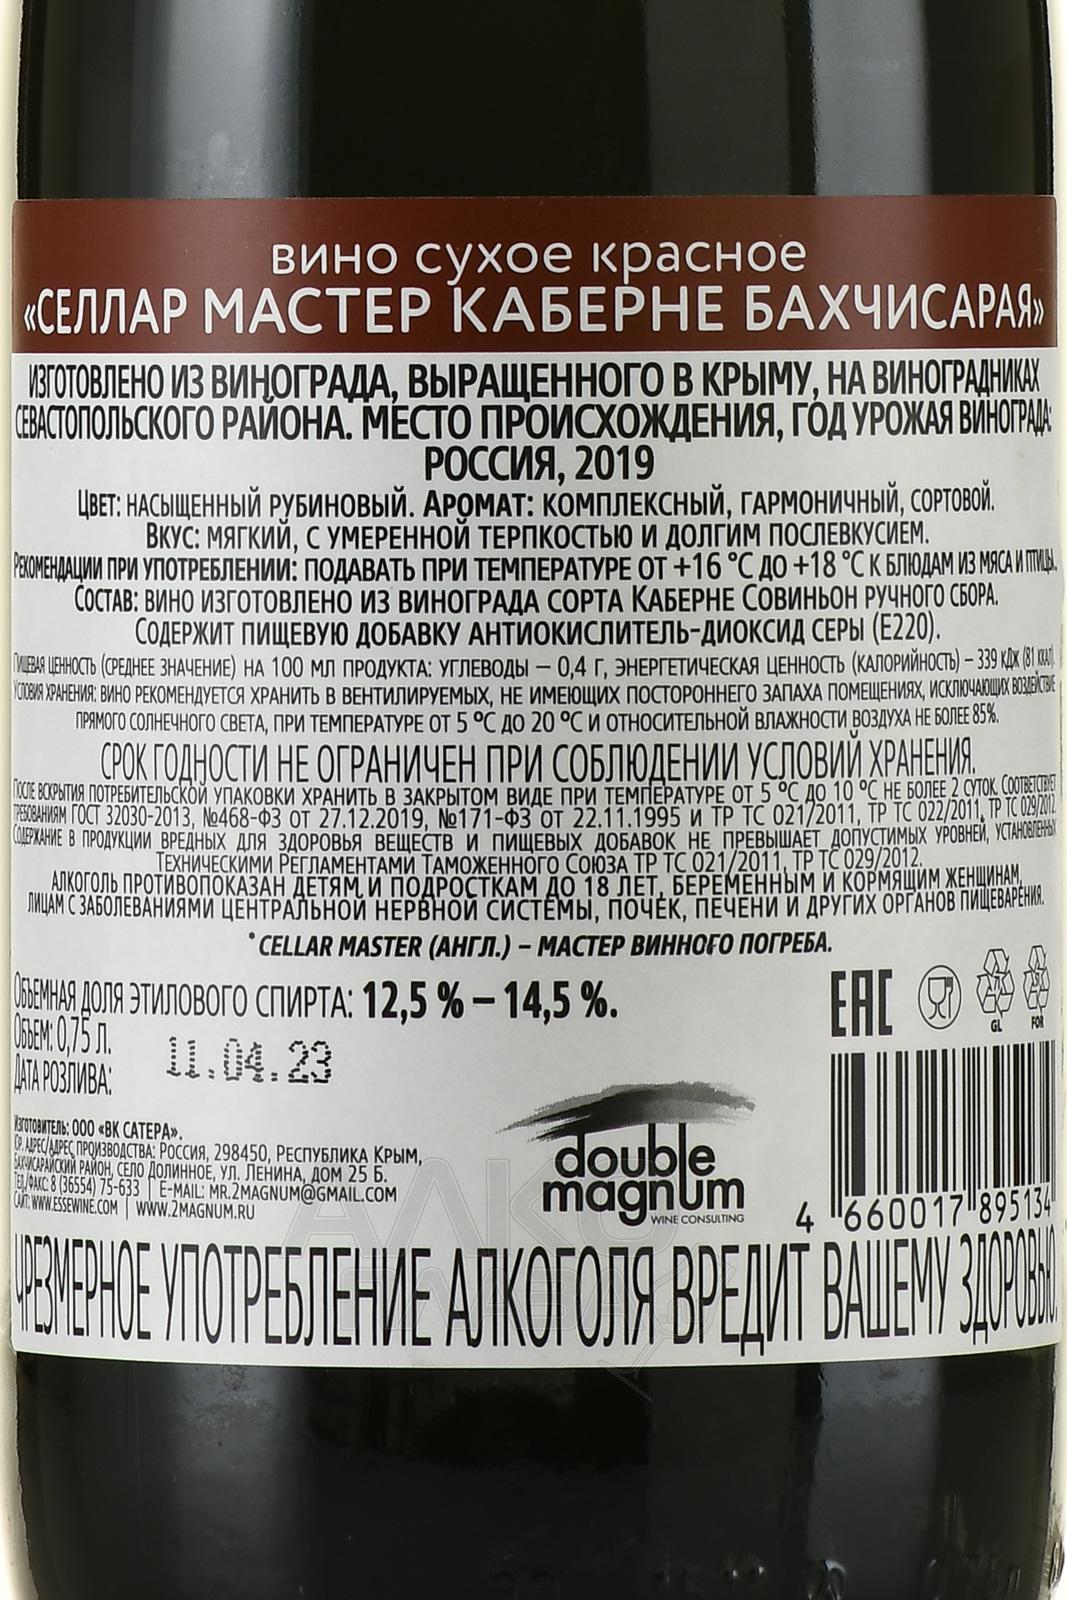 вино сухое красное
«СЕЛЛАР МАСТЕР КАБЕРНЕ БАХЧИСАРАЯ»
ИЗГОТОВЛЕНО ИЗ ВИНОГРАДА, ВЫРАЩЕННОГО В КРЫМУ, НА ВИНОГРАДНИКАХ
СЕВАСТОПОЛЬСКОГО РАЙОНА. МЕСТО ПРОИСХОЖДЕНИЯ, ГОД УРОЖАЯ ВИНОГРАДА:
РОССИЯ, 2019
ЦВЕТ: НАСЫЩЕННЫЙ РУБИНОВЫЙ. АРОМАТ: КОМПЛЕКСНЫЙ, ГАРМОНИЧНЫЙ, СОРТОВОЙ.
ВКУС: МЯГКИЙ, С УМЕРЕННОЙ ТЕРПКОСТЬЮ И ДОЛГИМ ПОСЛЕВКУСИЕМ.
РЕКОМЕНДАЦИИ ПРИ УПОТРЕБЛЕНИИ: ПОДАВАТЬ ПРИ ТЕМПЕРАТУРЕ ОТ +16 °С ДО +18 °С К БЛЮДАМ ИЗ МЯСА И ПТИЦЫ.
СОСТАВ: ВИНО ИЗГОТОВЛЕНО ИЗ ВИНОГРАДА СОРТА КАБЕРНЕ СОВИНЬОН РУЧНОГО СБОРА.
СОДЕРЖИТ ПИЩЕВУЮ ДОБАВКУ АНТИОКИСЛИТЕЛЬ-ДИОКСИД СЕРЫ (Е220).
ПИЩЕВАЯ ЦЕННОСТЬ (СРЕДНЕЕ ЗНАЧЕНИЕ) НА 100 МЛ ПРОДУКТА: УГЛЕВОДЫ – 0,4 Г, ЭНЕРГЕТИЧЕСКАЯ ЦЕННОСТЬ (КАЛОРИЙНОСТЬ) – 339 КДЖ (81 ККАЛ).
УСЛОВИЯ ХРАНЕНИЯ: ВИНО РЕКОМЕНДУЕТСЯ ХРАНИТЬ В ВЕНТИЛИРУЕМЫХ, НЕ ИМЕЮЩИХ ПОСТОРОННЕГО ЗАПАХА ПОМЕЩЕНИЯХ, ИСКЛЮЧАЮЩИХ ВОЗДЕЙСТВИЕ
ПРЯМОГО СОЛНЕЧНОГО СВЕТА, ПРИ ТЕМПЕРАТУРЕ ОТ 5 °С ДО 20 °С И ОТНОСИТЕЛЬНОЙ ВЛАЖНОСТИ ВОЗДУХА НЕ БОЛЕЕ 85%.
СРОК ГОДНОСТИ НЕ ОГРАНИЧЕН ПРИ СОБЛЮДЕНИИ УСЛОВИЙ ХРАНЕНИЯ.
ПОСЛЕ ВСКРЫТИЯ ПОТРЕБИТЕЛЬСКОЙ УПАКОВКИ ХРАНИТЬ В ЗАКРЫТОМ ВИДЕ ПРИ ТЕМПЕРАТУРЕ ОТ 5 °С ДО 10 °С НЕ БОЛЕЕ 2 СУТОК. СООТВЕТСТВУЕТ
ТРЕБОВАНИЯМ ГОСТ 32030-2013, №468-ФЗ ОТ 27.12.2019, №171-ФЗ ОТ 22.11.1995 И ТР ТС 021/2011, ТР ТС 022/2011, ТР ТС 029/2012.
СОДЕРЖАНИЕ В ПРОДУКЦИИ ВРЕДНЫХ ДЛЯ ЗДОРОВЬЯ ВЕЩЕСТВ И ПИЩЕВЫХ ДОБАВОК НЕ ПРЕВЫШАЕТ ДОПУСТИМЫХ УРОВНЕЙ, УСТАНОВЛЕННЫХ
ТЕХНИЧЕСКИМИ РЕГЛАМЕНТАМИ ТАМОЖЕННОГО СОЮЗА ТР ТС 021/2011, ТР ТС 029/2012.
АЛКОГОЛЬ ПРОТИВОПОКАЗАН ДЕТЯМ И ПОДРОСТКАМ ДО 18 ЛЕТ, БЕРЕМЕННЫМ И КОРМЯЩИМ ЖЕНЩИНАМ,
ЛИЦАМ С ЗАБОЛЕВАНИЯМИ ЦЕНТРАЛЬНОЙ НЕРВНОЙ СИСТЕМЫ, ПОЧЕК, ПЕЧЕНИ И ДРУГИХ ОРГАНОВ ПИЩЕВАРЕНИЯ.
* CELLAR MASTER (АНГЛ.) – МАСТЕР ВИННОГО ПОГРЕБА.
ОБЪЕМНАЯ ДОЛЯ ЭТИЛОВОГО СПИРТА: 12,5 % – 14,5 %.
ОБЪЕМ: 0,75 Л.
ДАТА РОЗЛИВА: 11.04.23
EAC
GL
FOR
ИЗГОТОВИТЕЛЬ: ООО «ВК САТЕРА».
ЮР. АДРЕС/АДРЕС ПРОИЗВОДСТВА: РОССИЯ, 298450, РЕСПУБЛИКА КРЫМ,
БАХЧИСАРАЙСКИЙ РАЙОН, СЕЛО ДОЛИННОЕ, УЛ. ЛЕНИНА, ДОМ 25 Б.
ТЕЛ./ФАКС: 8 (36554) 75-633 | E-MAIL: MR.2MAGNUM@GMAIL.COM
САЙТ: WWW.ESSEWINE.COM | WWW.2MAGNUM.RU
double
magnum
WINE CONSULTING
4 660017 895134
ЧРЕЗМЕРНОЕ УПОТРЕБЛЕНИЕ АЛКОГОЛЯ ВРЕДИТ ВАШЕМУ ЗДОРОВЬЮ.